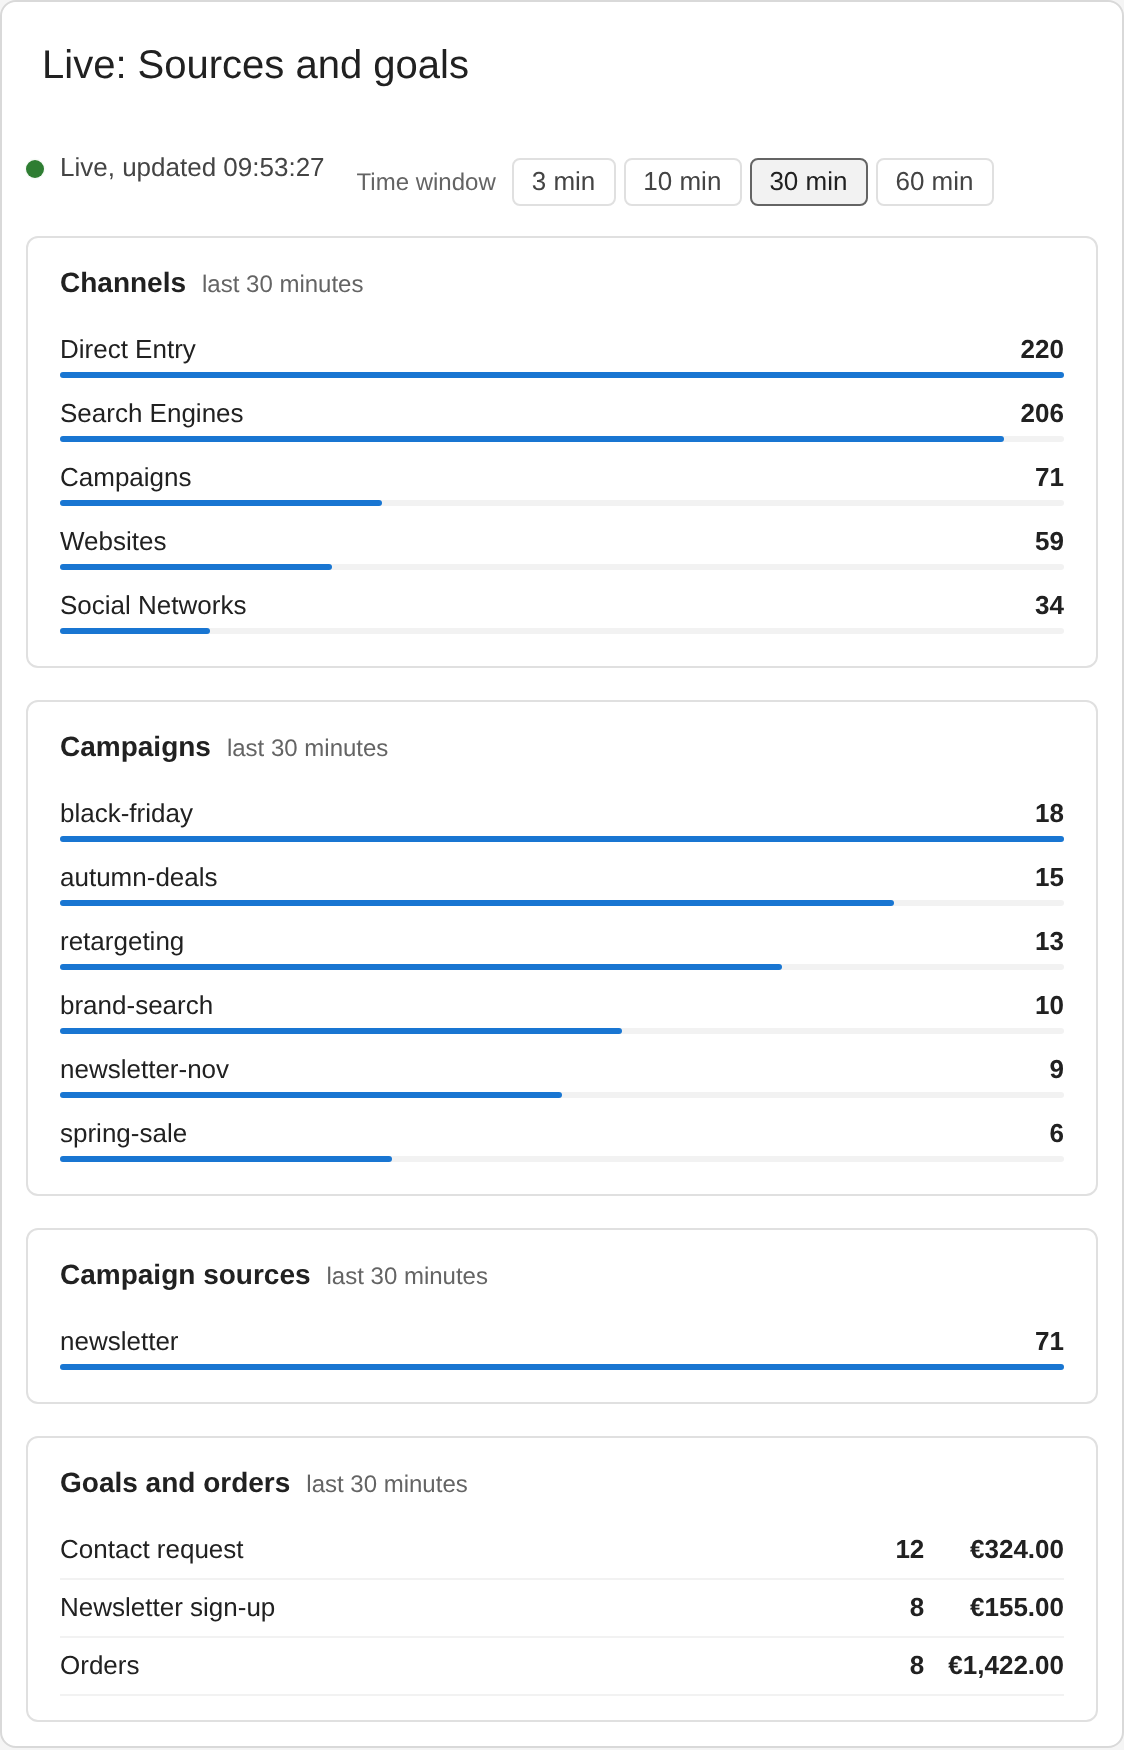 Live: Sources and goals
Live, updated 09:53:27 Time window 3 min 10 min 30 min 60 min
Channels last 30 minutes
Direct Entry 220
Search Engines 206
Campaigns 71
Websites 59
Social Networks 34
Campaigns last 30 minutes
black-friday 18
autumn-deals 15
retargeting 13
brand-search 10
newsletter-nov 9
spring-sale 6
Campaign sources last 30 minutes
newsletter 71
Goals and orders last 30 minutes
Contact request 12 €324.00
Newsletter sign-up 8 €155.00
Orders 8 €1,422.00